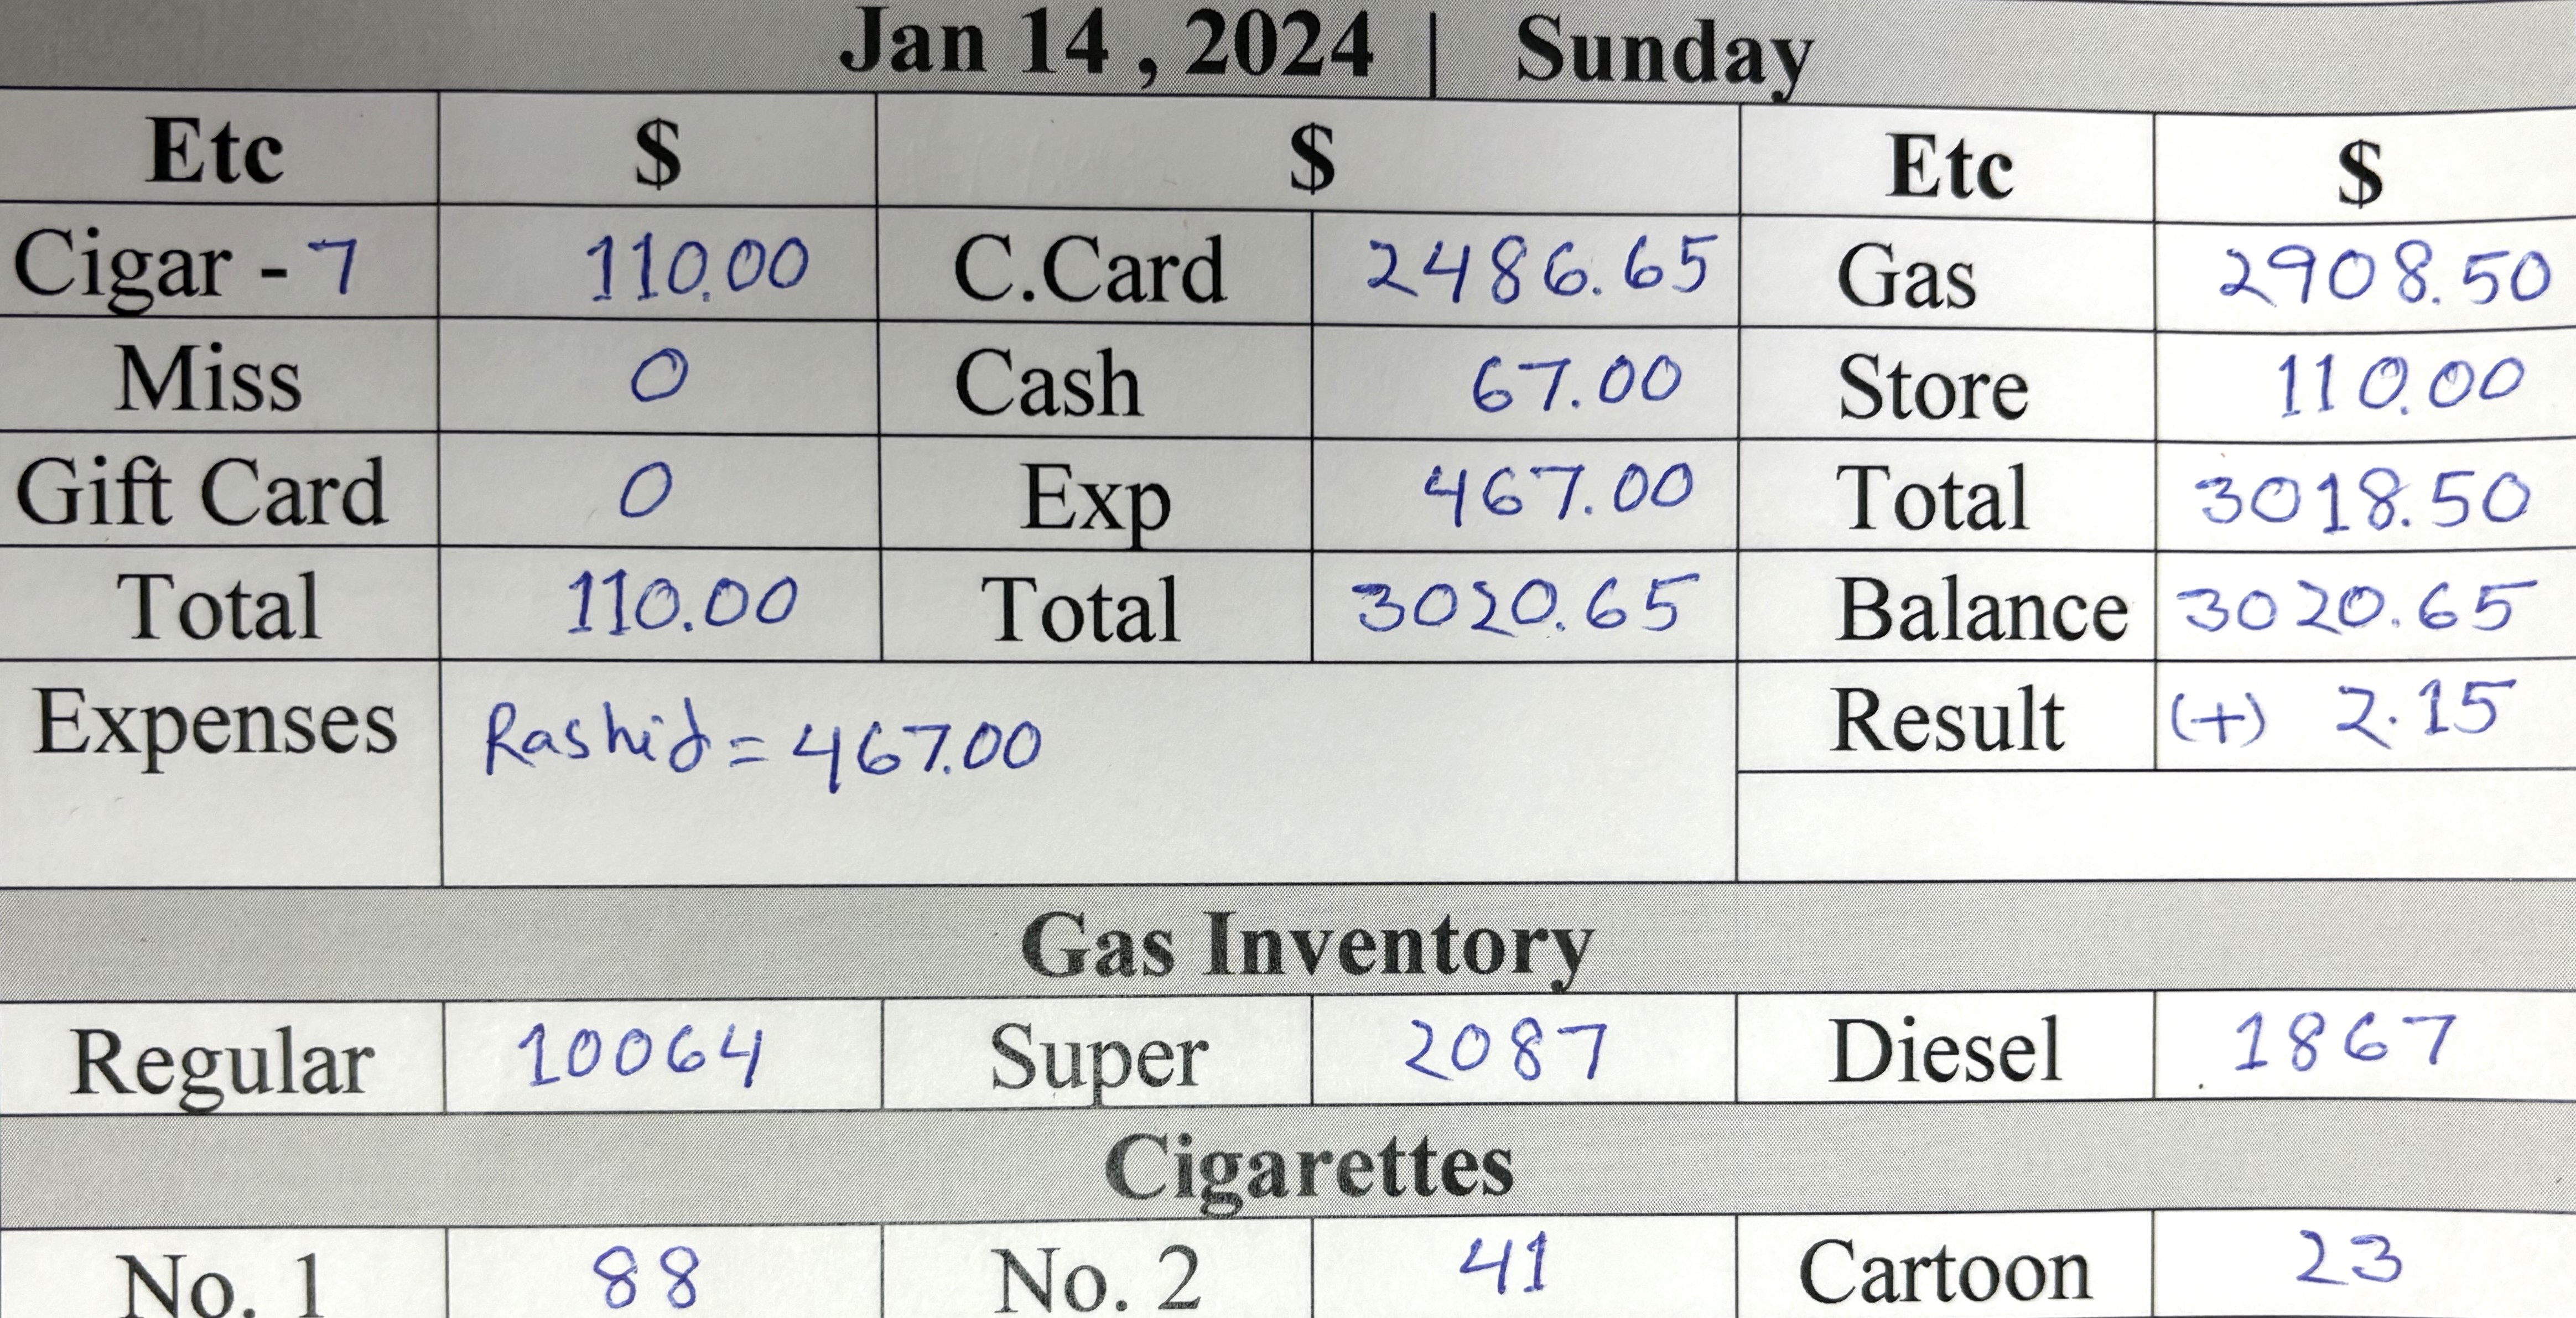 Jan 14 , 2024 | Sunday
Etc $ $ Etc $
Cigar - 7 110.00 C.Card 2486.65 Gas 2908.50
Miss 0 Cash 67.00 Store 110.00
Gift Card 0 Exp 467.00 Total 3018.50
Total 110.00 Total 3020.65 Balance 3020.65
Expenses Rashid = 467.00 Result (+) 2.15
Gas Inventory
Regular 10064 Super 2087 Diesel 1867
Cigarettes
No. 1 88 No. 2 41 Cartoon 23